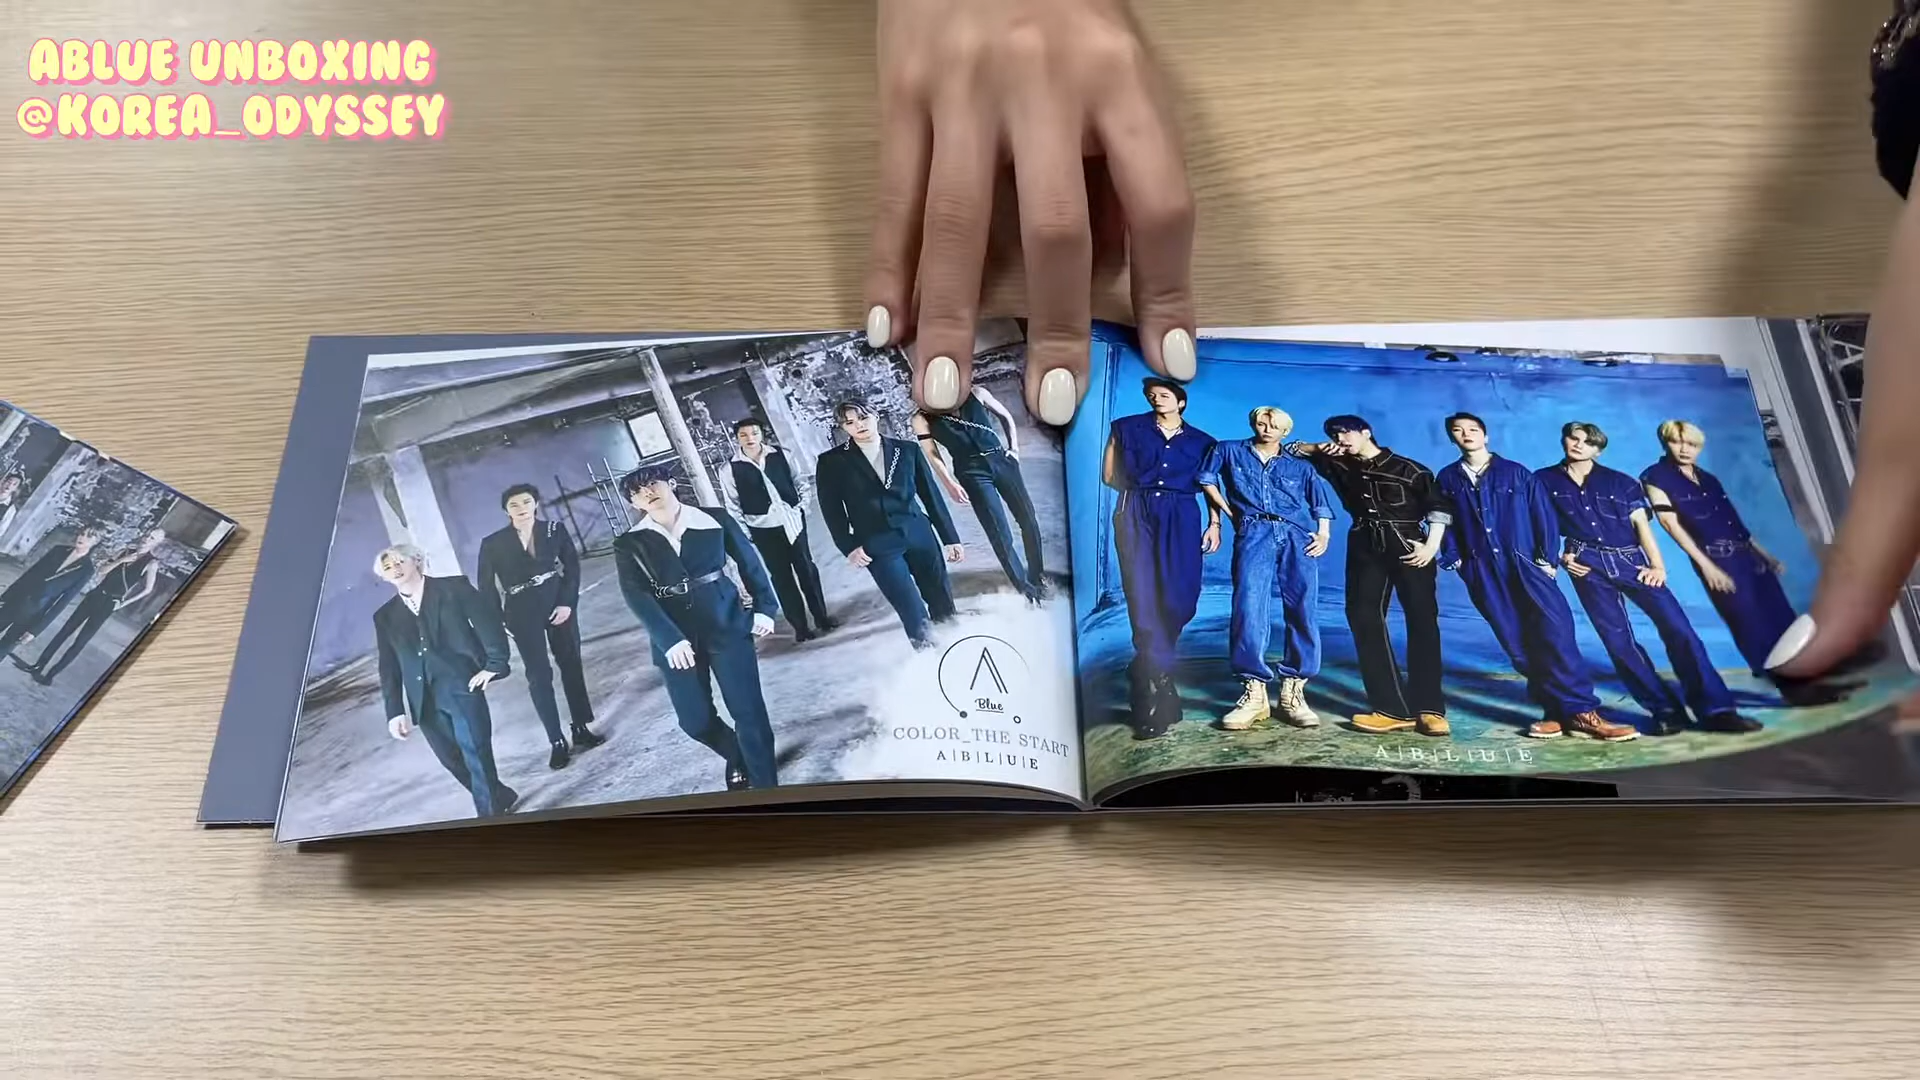 ABLUE UNBOXING
@KOREA_ODYSSEY
A
Blue
COLOR_THE START
A|B|L|U|E
A|B|L|U|E